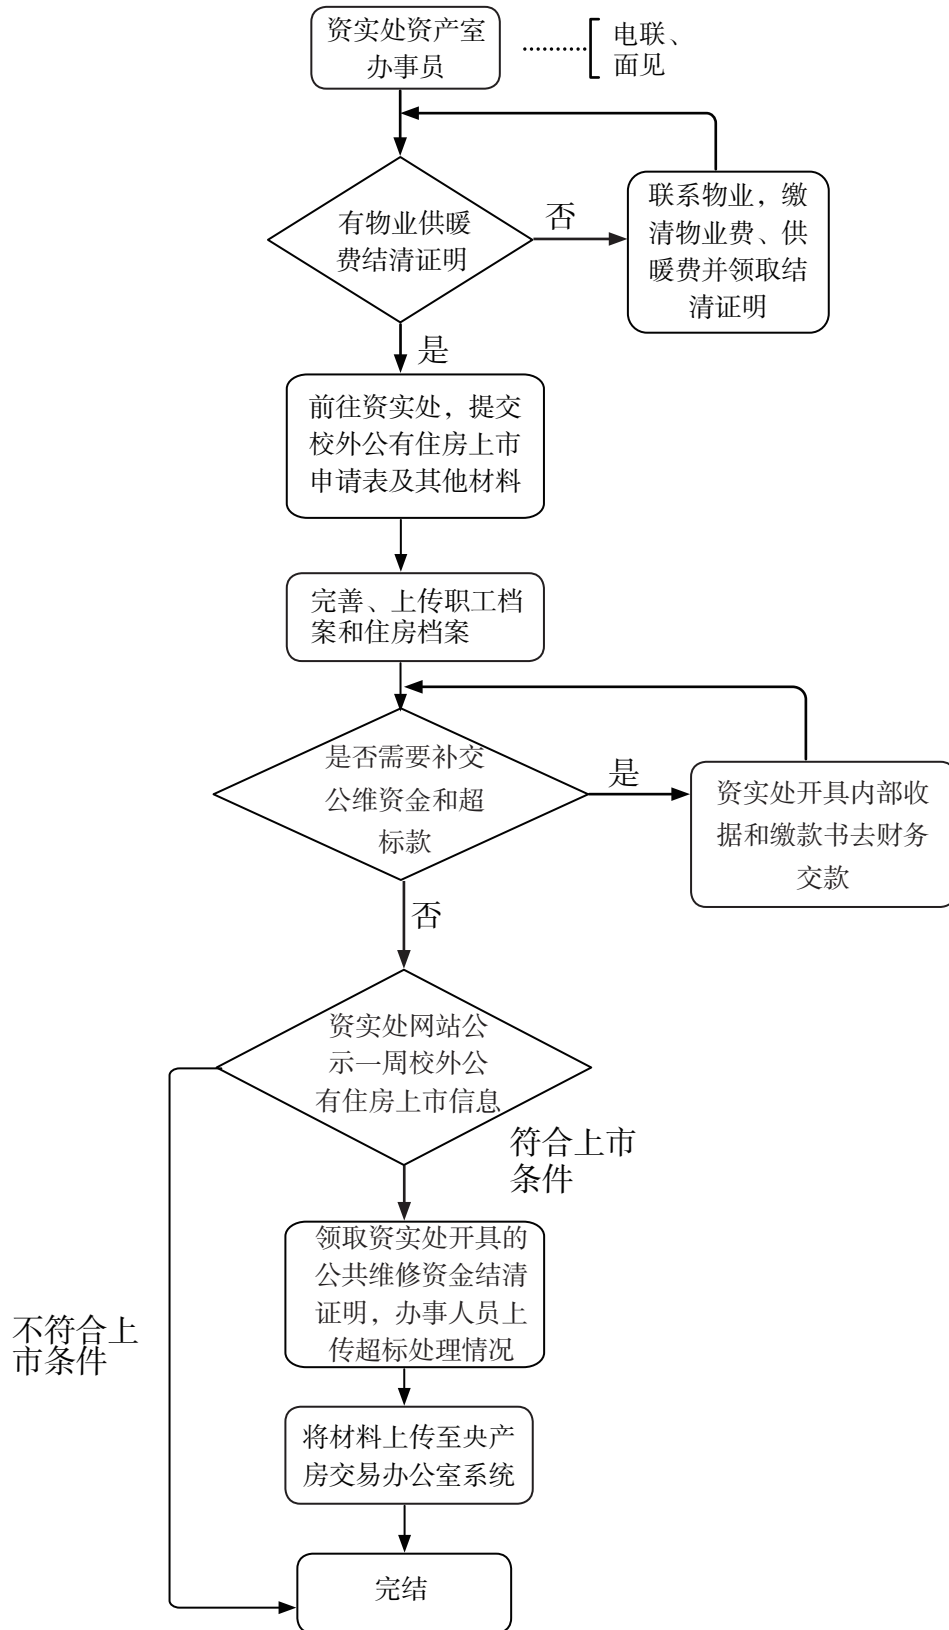 资实处资产室
办事员
电联、
面见
有物业供暖
费结清证明
否
联系物业，缴
清物业费、供
暖费并领取结
清证明
是
前往资实处，提交
校外公有住房上市
申请表及其他材料
完善、上传职工档
案和住房档案
是否需要补交
公维资金和超
标款
是
资实处开具内部收
据和缴款书去财务
交款
否
资实处网站公
示一周校外公
有住房上市信息
符合上市
条件
领取资实处开具的
公共维修资金结清
证明，办事人员上
传超标处理情况
不符合上
市条件
将材料上传至央产
房交易办公室系统
完结